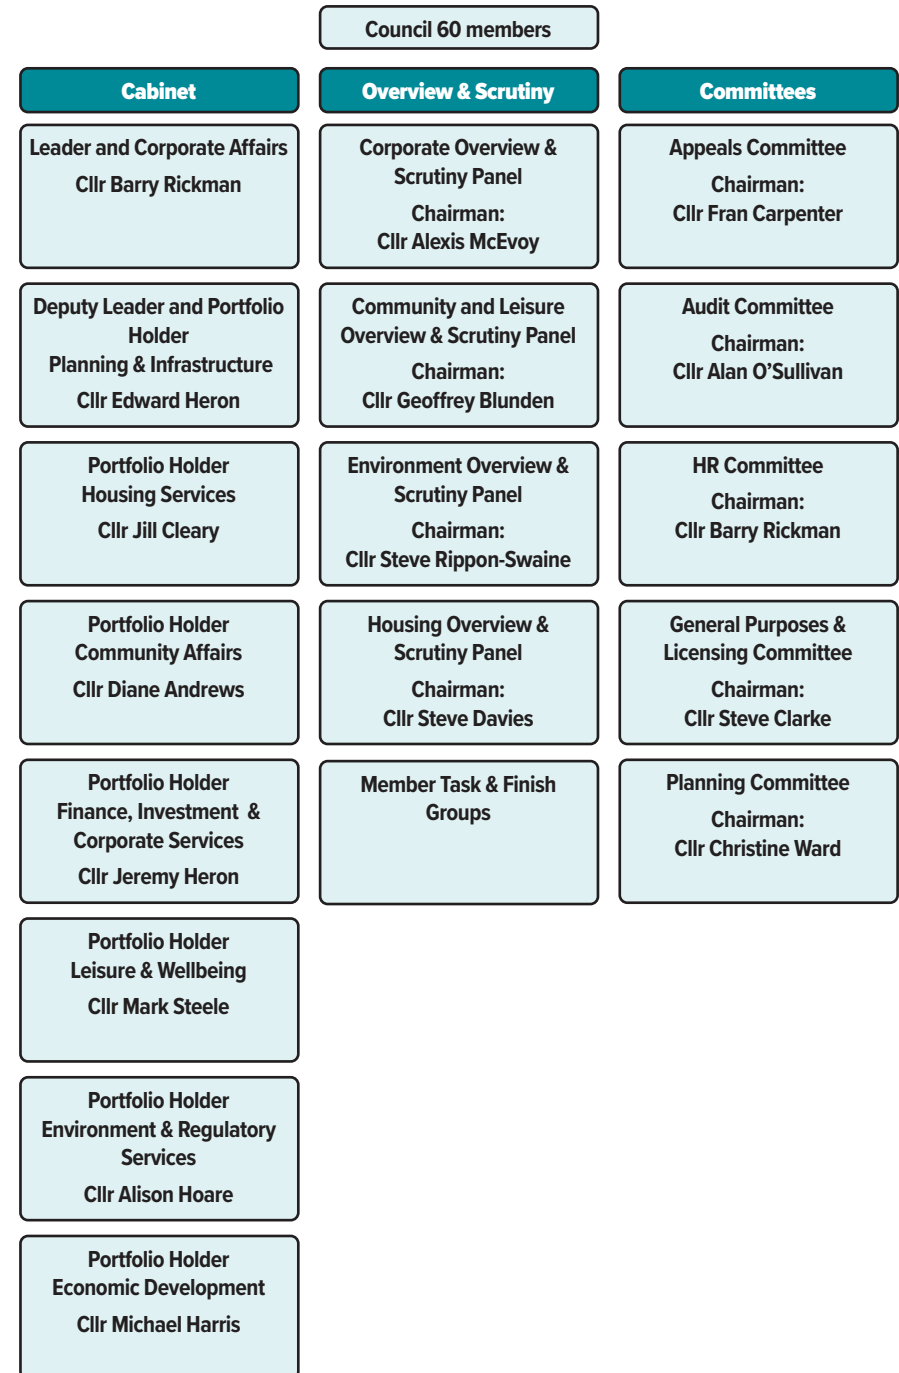 Council 60 members
Cabinet
Leader and Corporate Affairs
Cllr Barry Rickman
Deputy Leader and Portfolio
Holder
Planning & Infrastructure
Cllr Edward Heron
Portfolio Holder
Housing Services
Cllr Jill Cleary
Portfolio Holder
Community Affairs
Cllr Diane Andrews
Portfolio Holder
Finance, Investment &
Corporate Services
Cllr Jeremy Heron
Portfolio Holder
Leisure & Wellbeing
Cllr Mark Steele
Portfolio Holder
Environment & Regulatory
Services
Cllr Alison Hoare
Portfolio Holder
Economic Development
Cllr Michael Harris
Overview & Scrutiny
Corporate Overview &
Scrutiny Panel
Chairman:
Cllr Alexis McEvoy
Community and Leisure
Overview & Scrutiny Panel
Chairman:
Cllr Geoffrey Blunden
Environment Overview &
Scrutiny Panel
Chairman:
Cllr Steve Rippon-Swaine
Housing Overview &
Scrutiny Panel
Chairman:
Cllr Steve Davies
Member Task & Finish
Groups
Committees
Appeals Committee
Chairman:
Cllr Fran Carpenter
Audit Committee
Chairman:
Cllr Alan O’Sullivan
HR Committee
Chairman:
Cllr Barry Rickman
General Purposes &
Licensing Committee
Chairman:
Cllr Steve Clarke
Planning Committee
Chairman:
Cllr Christine Ward